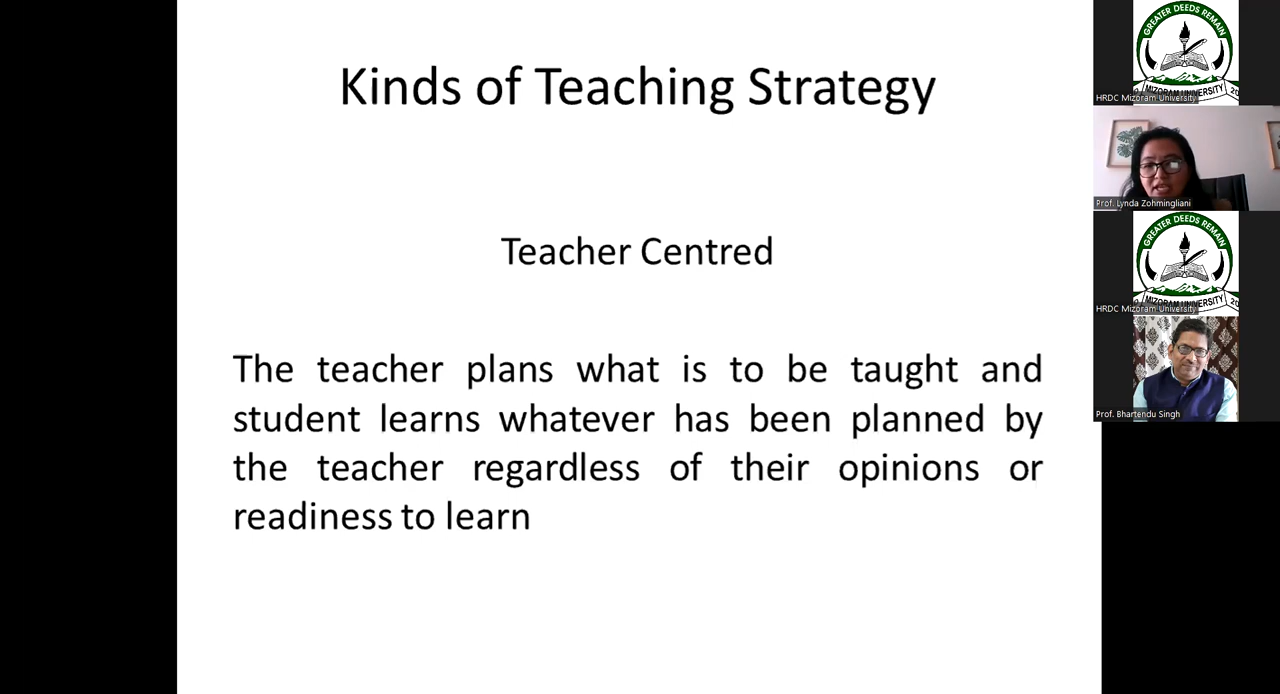 Kinds of Teaching Strategy
Teacher Centred
The teacher plans what is to be taught and
student learns whatever has been planned by
the teacher regardless of their opinions or
readiness to learn
GREATER DEEDS REMAIN
MIZORAM UNIVERSITY
HRDC Mizoram University
Prof. Lynda Zohmingliani
GREATER DEEDS REMAIN
MIZORAM UNIVERSITY
HRDC Mizoram University
Prof. Bhartendu Singh